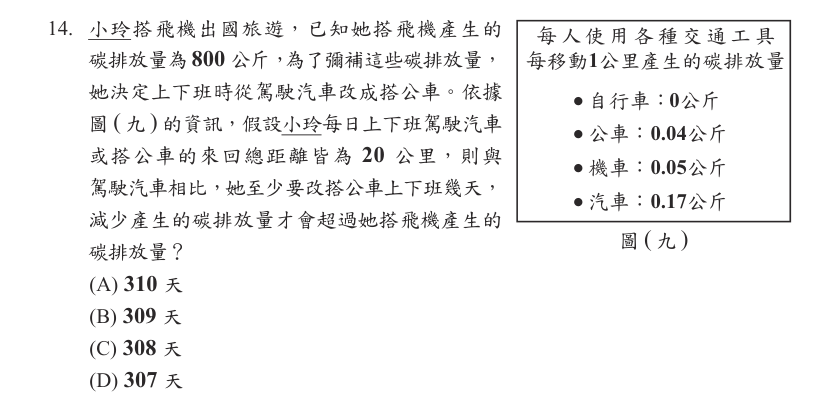 14. 小玲搭飛機出國旅遊，已知她搭飛機產生的
碳排放量為 800 公斤，為了彌補這些碳排放量，
她決定上下班時從駕駛汽車改成搭公車。依據
圖(九)的資訊，假設小玲每日上下班駕駛汽車
或搭公車的來回總距離皆為 20 公里，則與
駕駛汽車相比，她至少要改搭公車上下班幾天，
減少產生的碳排放量才會超過她搭飛機產生的
碳排放量？
(A) 310 天
(B) 309 天
(C) 308 天
(D) 307 天
每人使用各種交通工具
每移動1公里產生的碳排放量
● 自行車：0公斤
● 公車：0.04公斤
● 機車：0.05公斤
● 汽車：0.17公斤
圖(九)